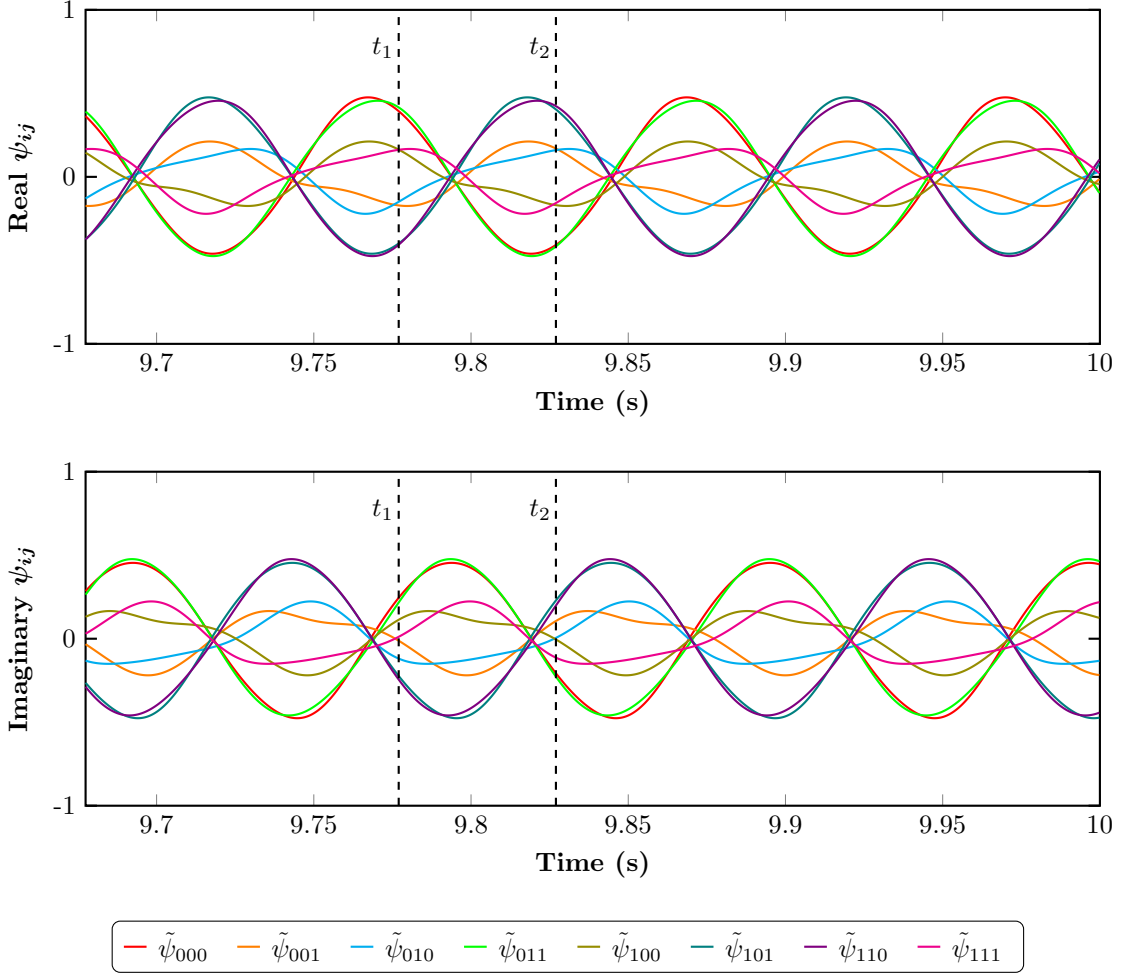 1
t₁
t₂
Real ψᵢⱼ
0
-1
9.7 9.75 9.8 9.85 9.9 9.95 10
Time (s)
1
t₁
t₂
Imaginary ψᵢⱼ
0
-1
9.7 9.75 9.8 9.85 9.9 9.95 10
Time (s)
ψ̃₀₀₀ ψ̃₀₀₁ ψ̃₀₁₀ ψ̃₀₁₁ ψ̃₁₀₀ ψ̃₁₀₁ ψ̃₁₁₀ ψ̃₁₁₁